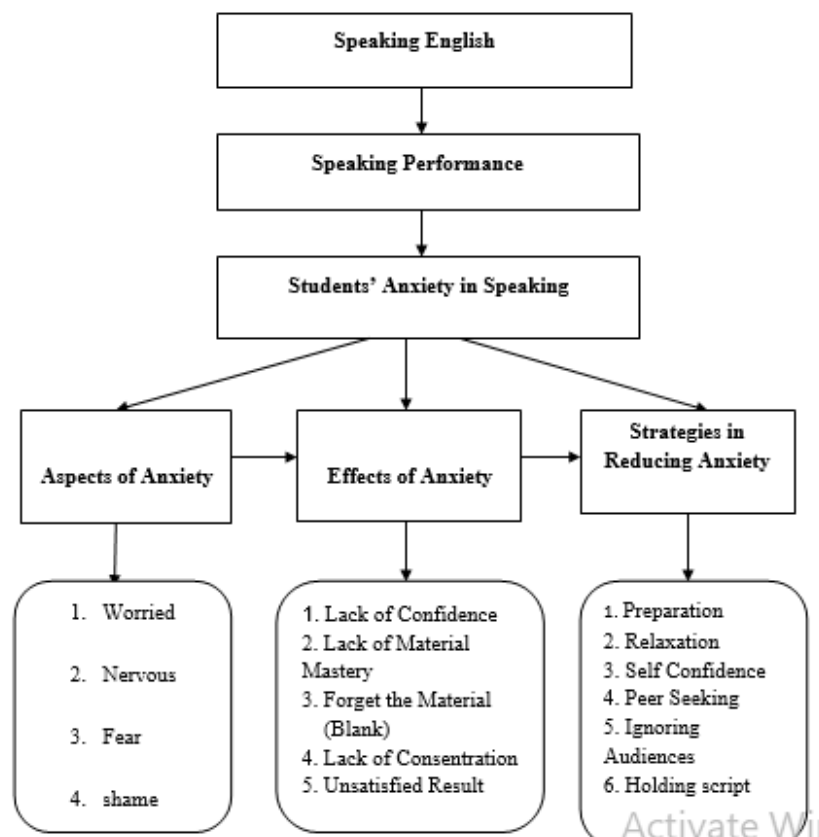 Speaking English
Speaking Performance
Students’ Anxiety in Speaking
Aspects of Anxiety
Effects of Anxiety
Strategies in
Reducing Anxiety
1. Worried
2. Nervous
3. Fear
4. shame
1. Lack of Confidence
2. Lack of Material
Mastery
3. Forget the Material
(Blank)
4. Lack of Consentration
5. Unsatisfied Result
1. Preparation
2. Relaxation
3. Self Confidence
4. Peer Seeking
5. Ignoring
Audiences
6. Holding script
Activate Wi